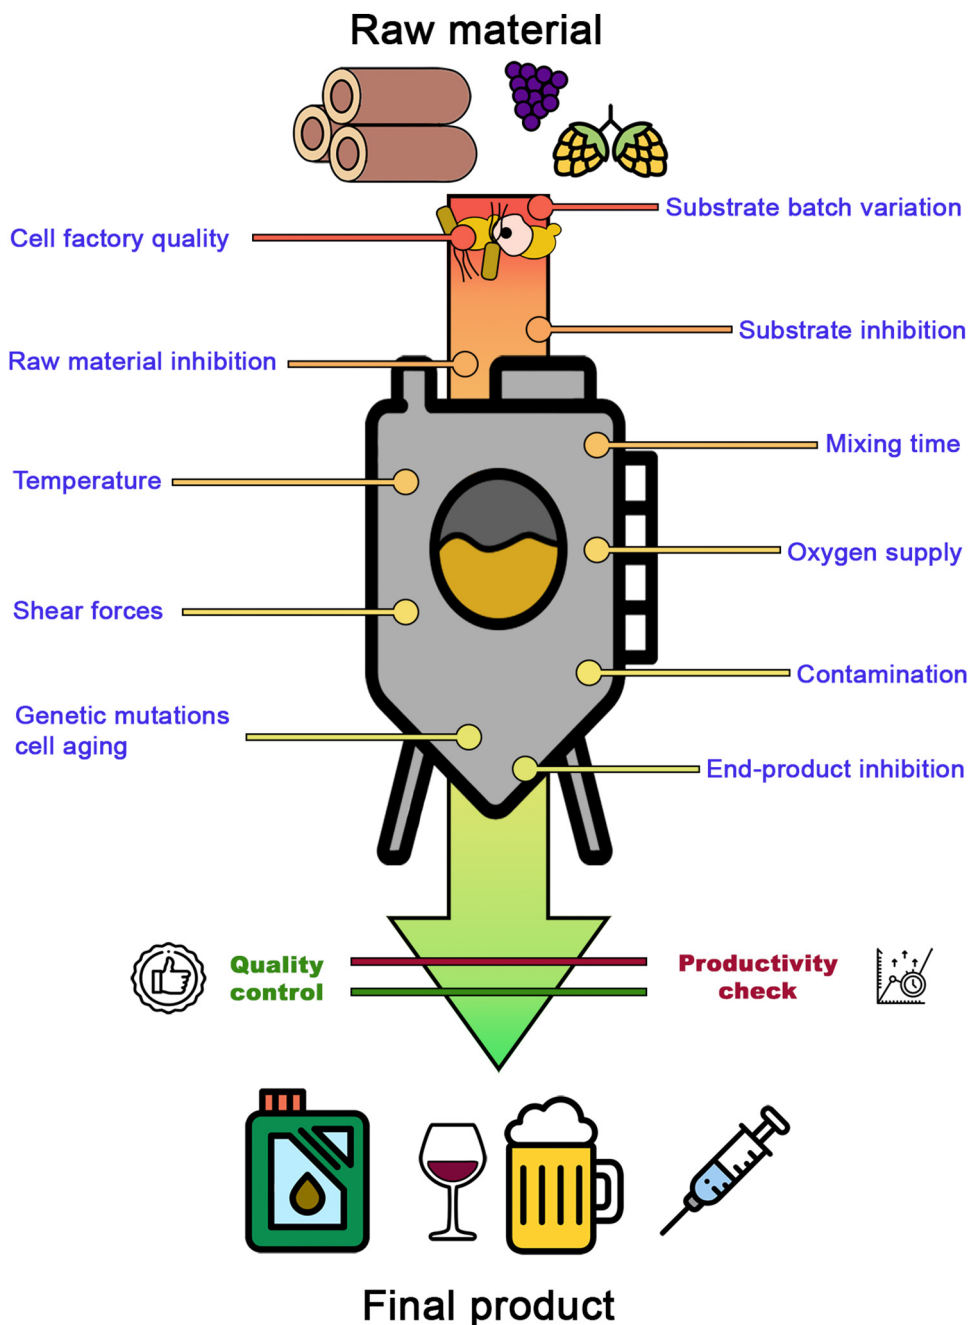 Raw material
Substrate batch variation
Cell factory quality
Substrate inhibition
Raw material inhibition
Mixing time
Temperature
Oxygen supply
Shear forces
Contamination
Genetic mutations
cell aging
End-product inhibition
Quality
control
Productivity
check
Final product